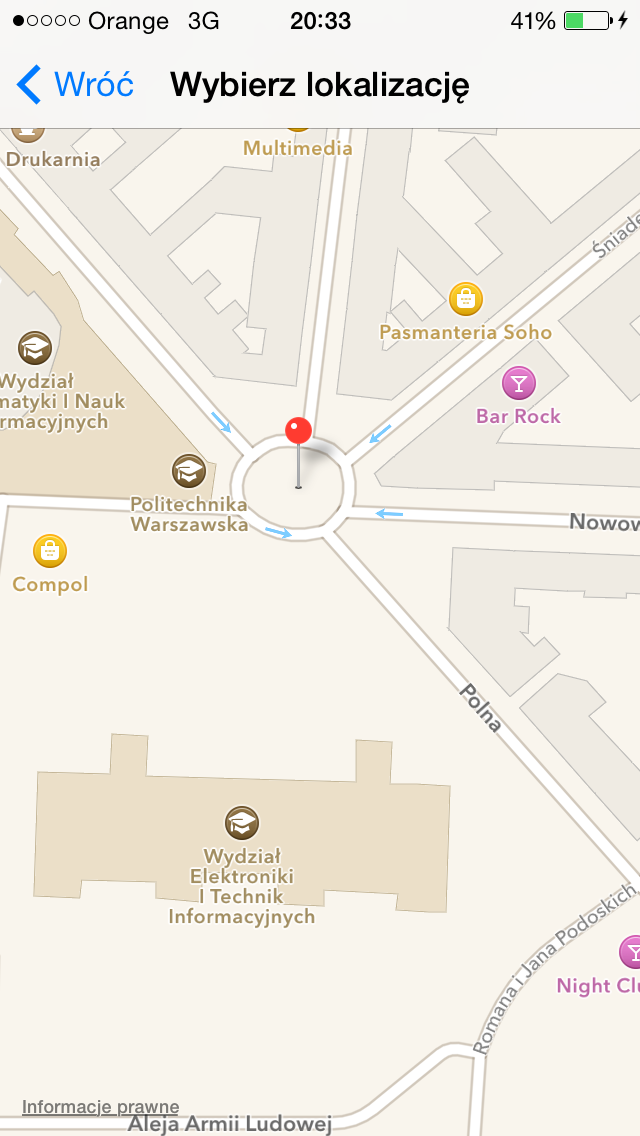 Orange 3G 20:33 41%
Wróć Wybierz lokalizację
Drukarnia
Multimedia
Śniade
Pasmanteria Soho
Wydział
matyki I Nauk
rmacyjnych
Bar Rock
Politechnika
Warszawska
Nowow
Compol
Polna
Wydział
Elektroniki
I Technik
Informacyjnych
Romana i Jana Podoskich
Night Clu
Informacje prawne
Aleja Armii Ludowej